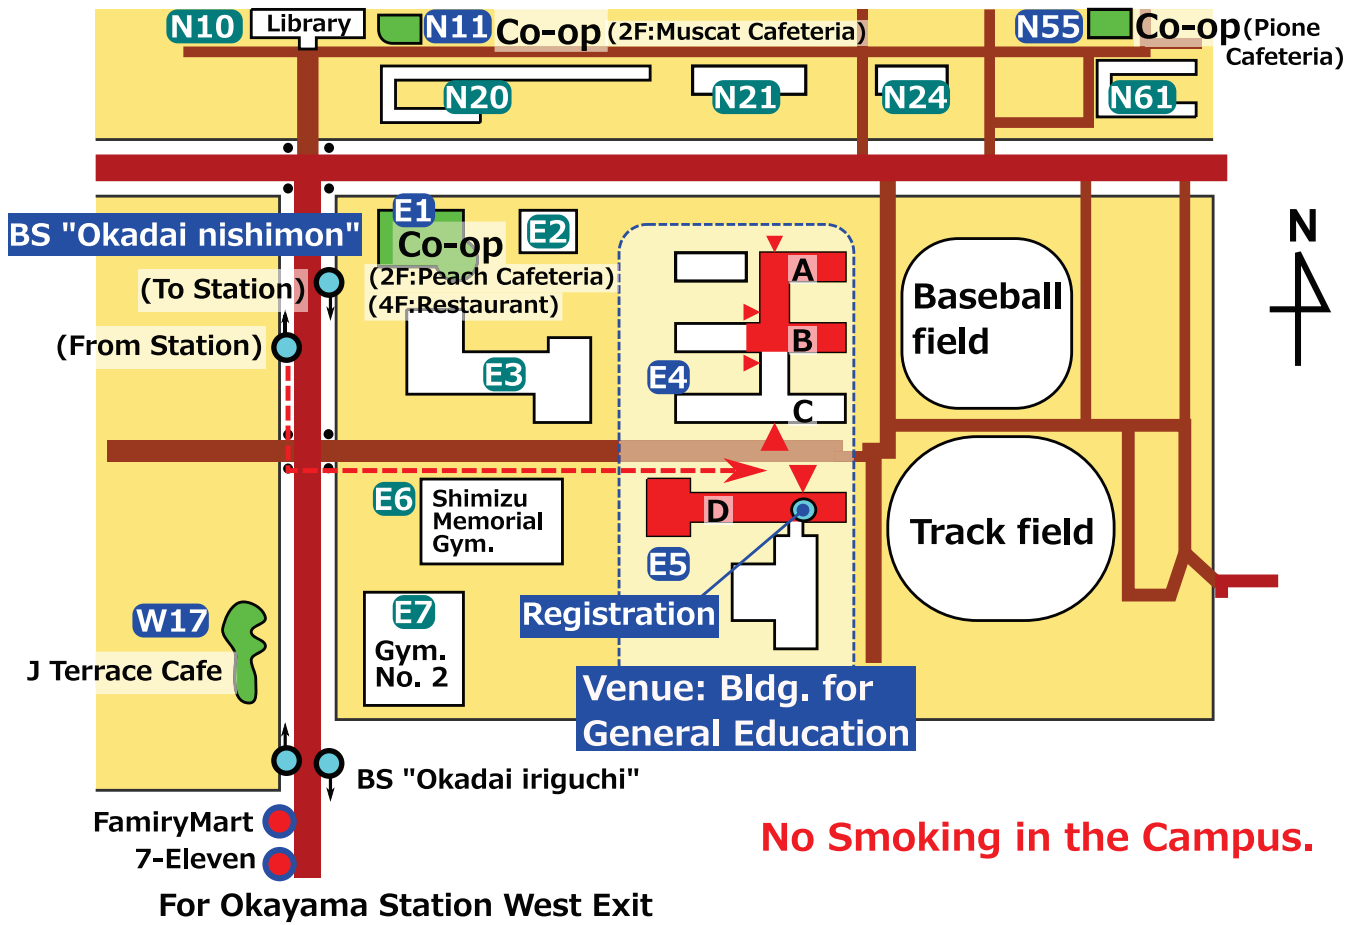 N10
Library
N11
Co-op (2F:Muscat Cafeteria)
N55
Co-op (Pione
Cafeteria)
N20
N21
N24
N61
E1
Co-op
(2F:Peach Cafeteria)
(4F:Restaurant)
E2
BS "Okadai nishimon"
(To Station)
(From Station)
A
B
C
E3
E4
Baseball
field
N
E6
Shimizu
Memorial
Gym.
D
E5
Track field
Registration
E7
Gym.
No. 2
W17
J Terrace Cafe
Venue: Bldg. for
General Education
BS "Okadai iriguchi"
FamiryMart
7-Eleven
No Smoking in the Campus.
For Okayama Station West Exit